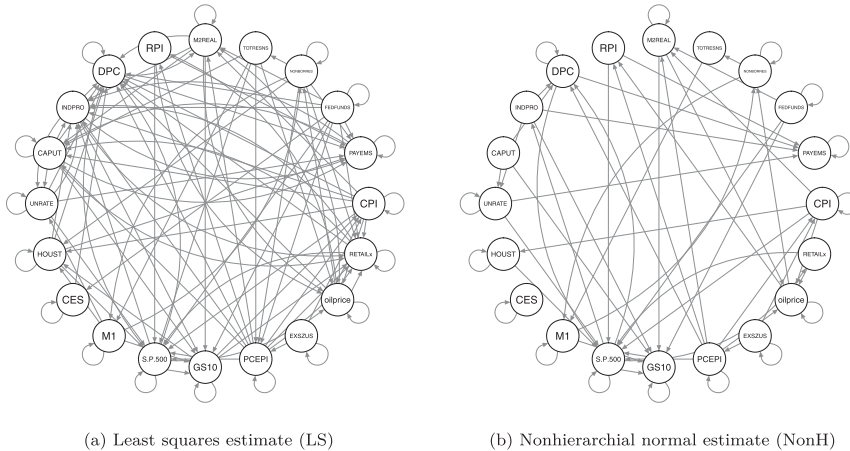 M2REAL
RPI
TOTRESNS
DPC
NONBORRES
INDPRO
FEDFUNDS
CAPUT
PAYEMS
UNRATE
CPI
HOUST
RETAILx
CES
oilprice
M1
EXSZUS
S.P.500
GS10
PCEPI
(a) Least squares estimate (LS)
M2REAL
RPI
TOTRESNS
DPC
NONBORRES
INDPRO
FEDFUNDS
CAPUT
PAYEMS
UNRATE
CPI
HOUST
RETAILx
CES
oilprice
M1
EXSZUS
S.P.500
GS10
PCEPI
(b) Nonhierarchial normal estimate (NonH)